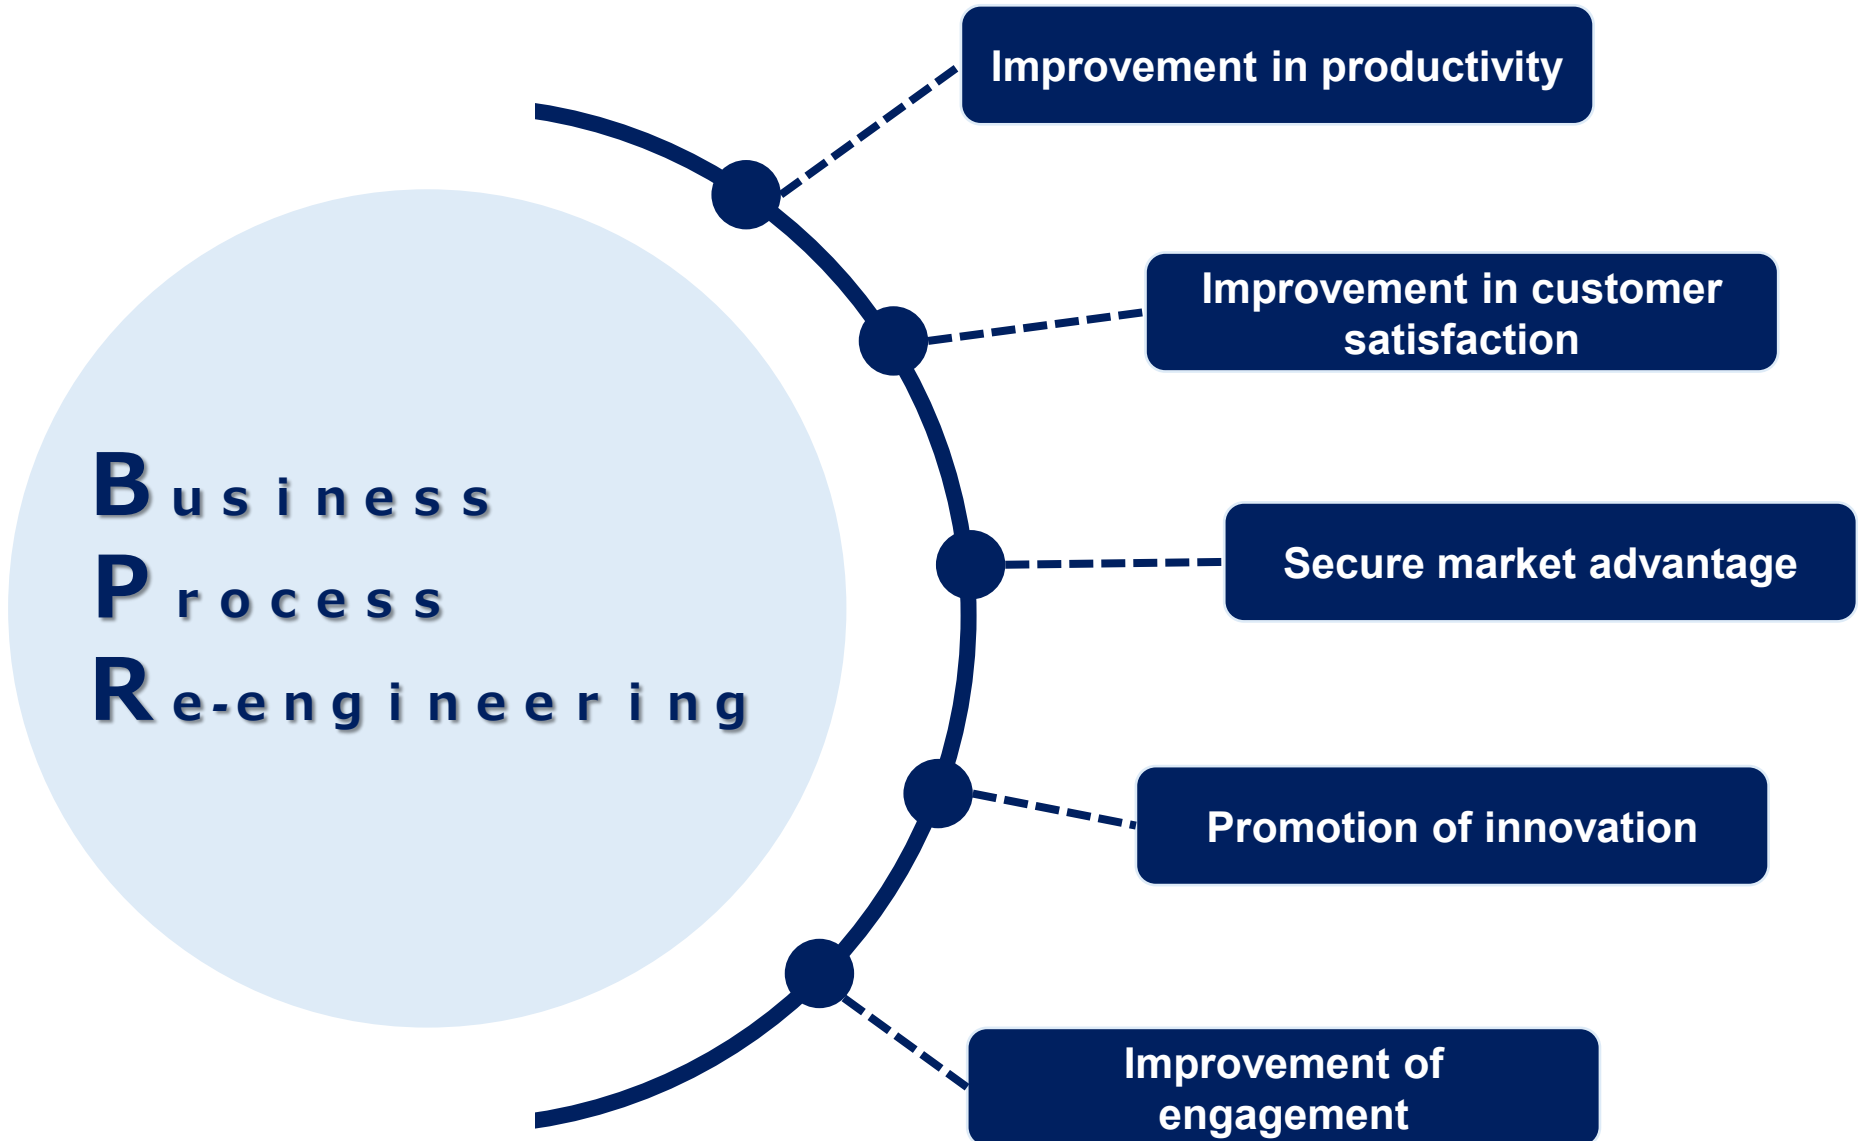 Improvement in productivity
Improvement in customer
satisfaction
Business
Process
Re-engineering
Secure market advantage
Promotion of innovation
Improvement of
engagement